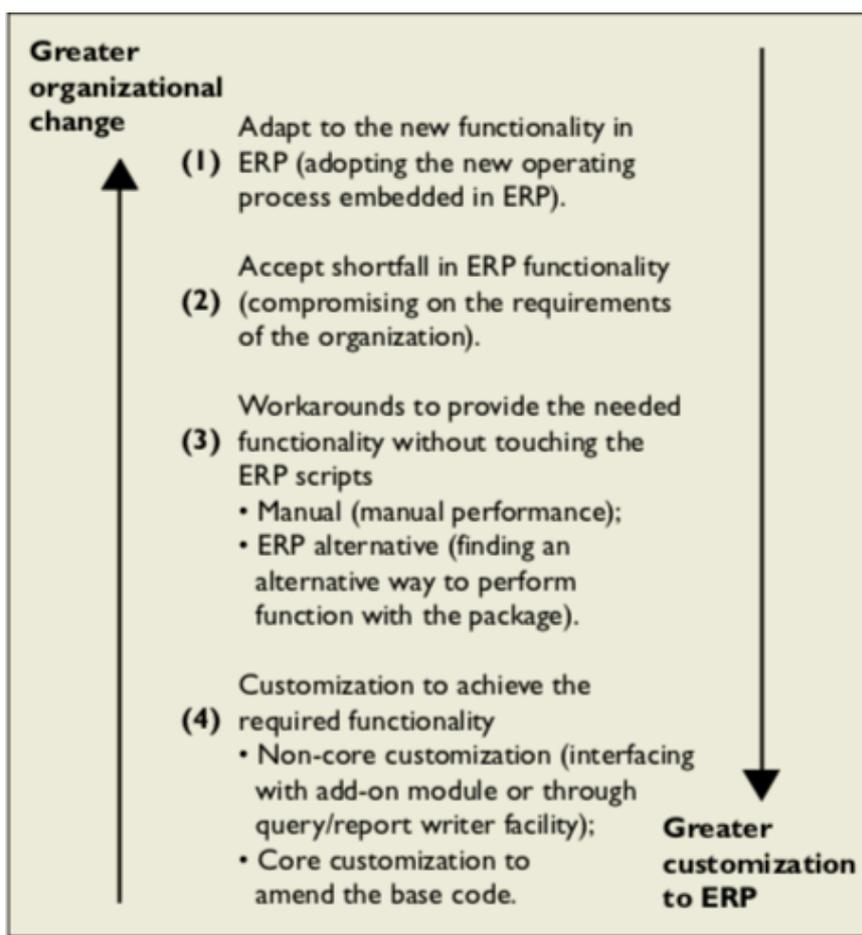 Greater
organizational
change
Adapt to the new functionality in
(1) ERP (adopting the new operating
process embedded in ERP).
Accept shortfall in ERP functionality
(2) (compromising on the requirements
of the organization).
Workarounds to provide the needed
(3) functionality without touching the
ERP scripts
• Manual (manual performance);
• ERP alternative (finding an
alternative way to perform
function with the package).
Customization to achieve the
(4) required functionality
• Non-core customization (interfacing
with add-on module or through
query/report writer facility);
• Core customization to
amend the base code.
Greater
customization
to ERP